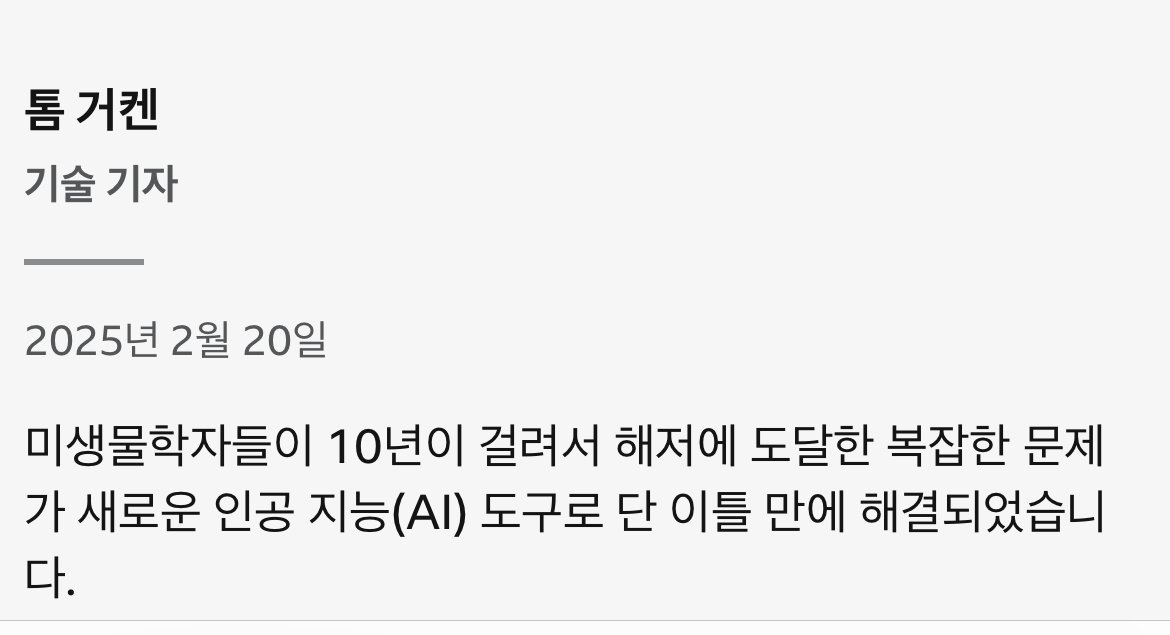 톰 거켄
기술 기자
2025년 2월 20일
미생물학자들이 10년이 걸려서 해저에 도달한 복잡한 문제
가 새로운 인공 지능(AI) 도구로 단 이틀 만에 해결되었습니
다.